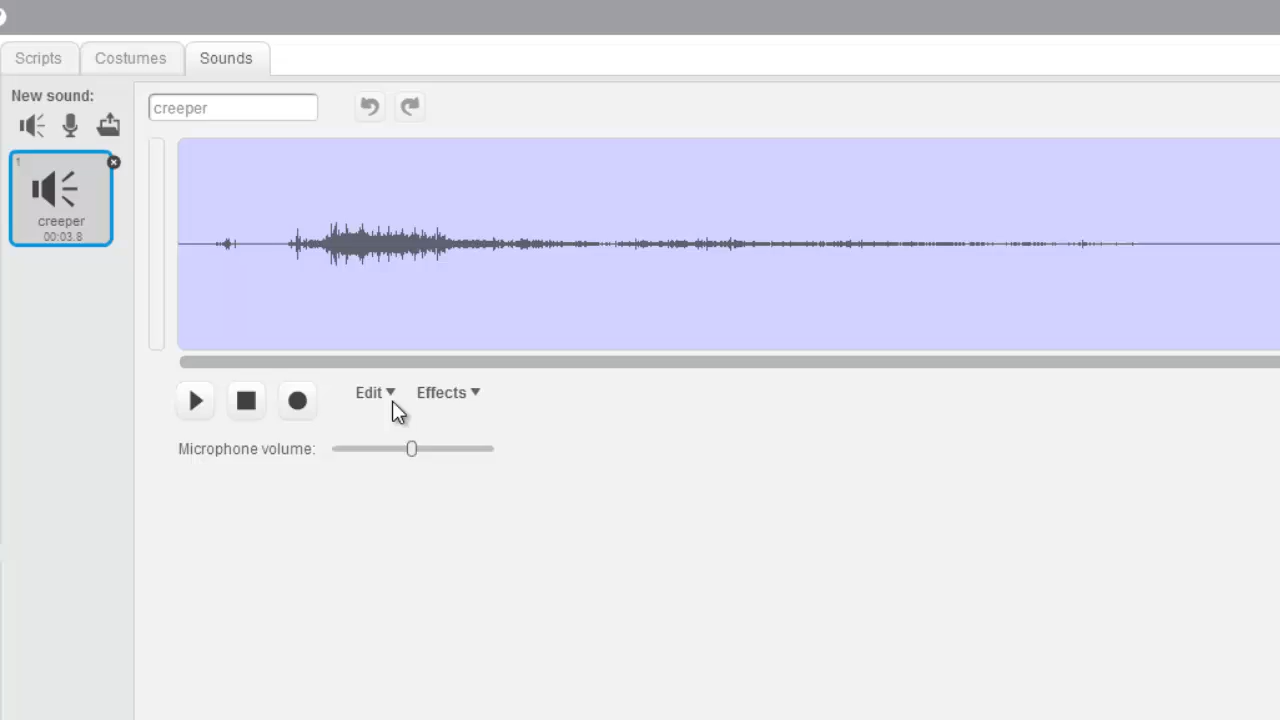 Scripts
Costumes
Sounds
New sound:
creeper
1
creeper
00:03.8
Edit
Effects
Microphone volume: